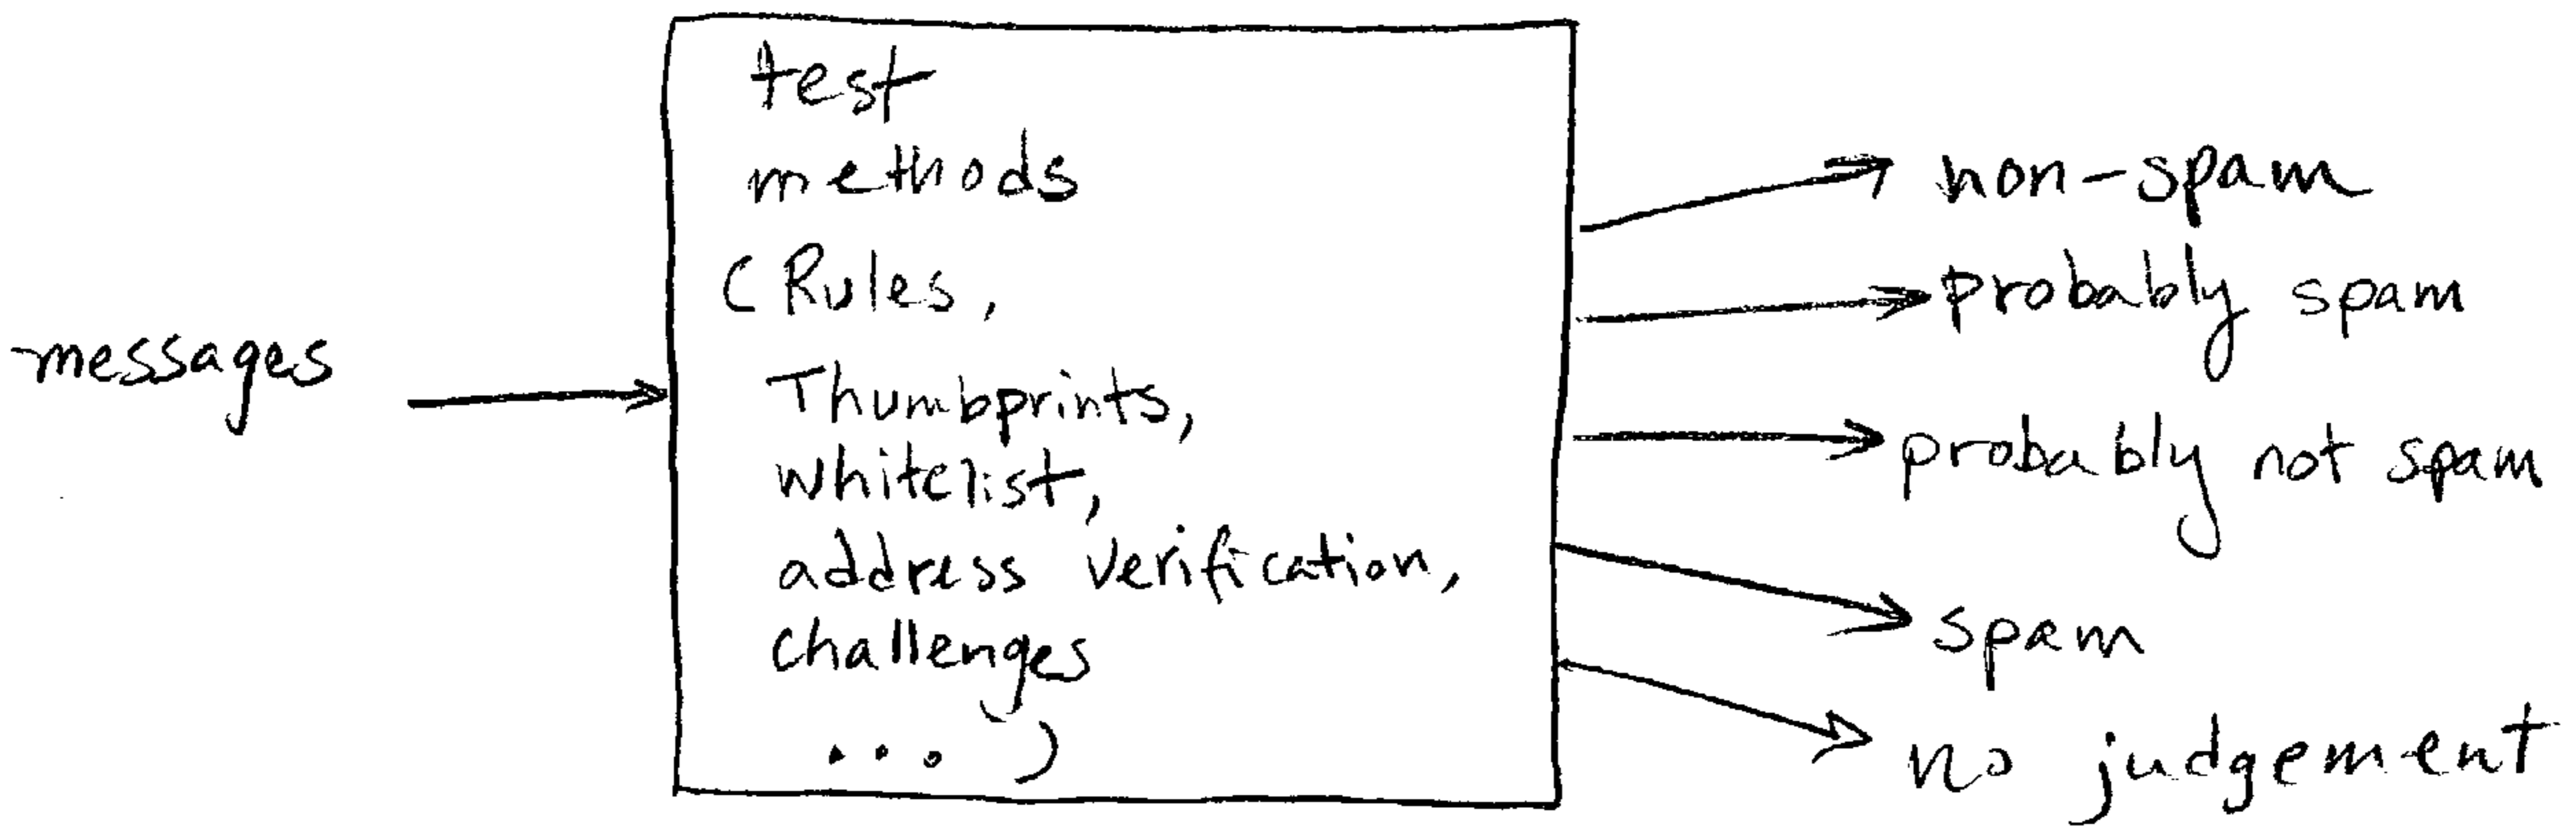 messages
test
methods
(Rules,
Thumbprints,
whitelist,
address verification,
challenges
...)
non-spam
probably spam
probably not spam
spam
no judgement